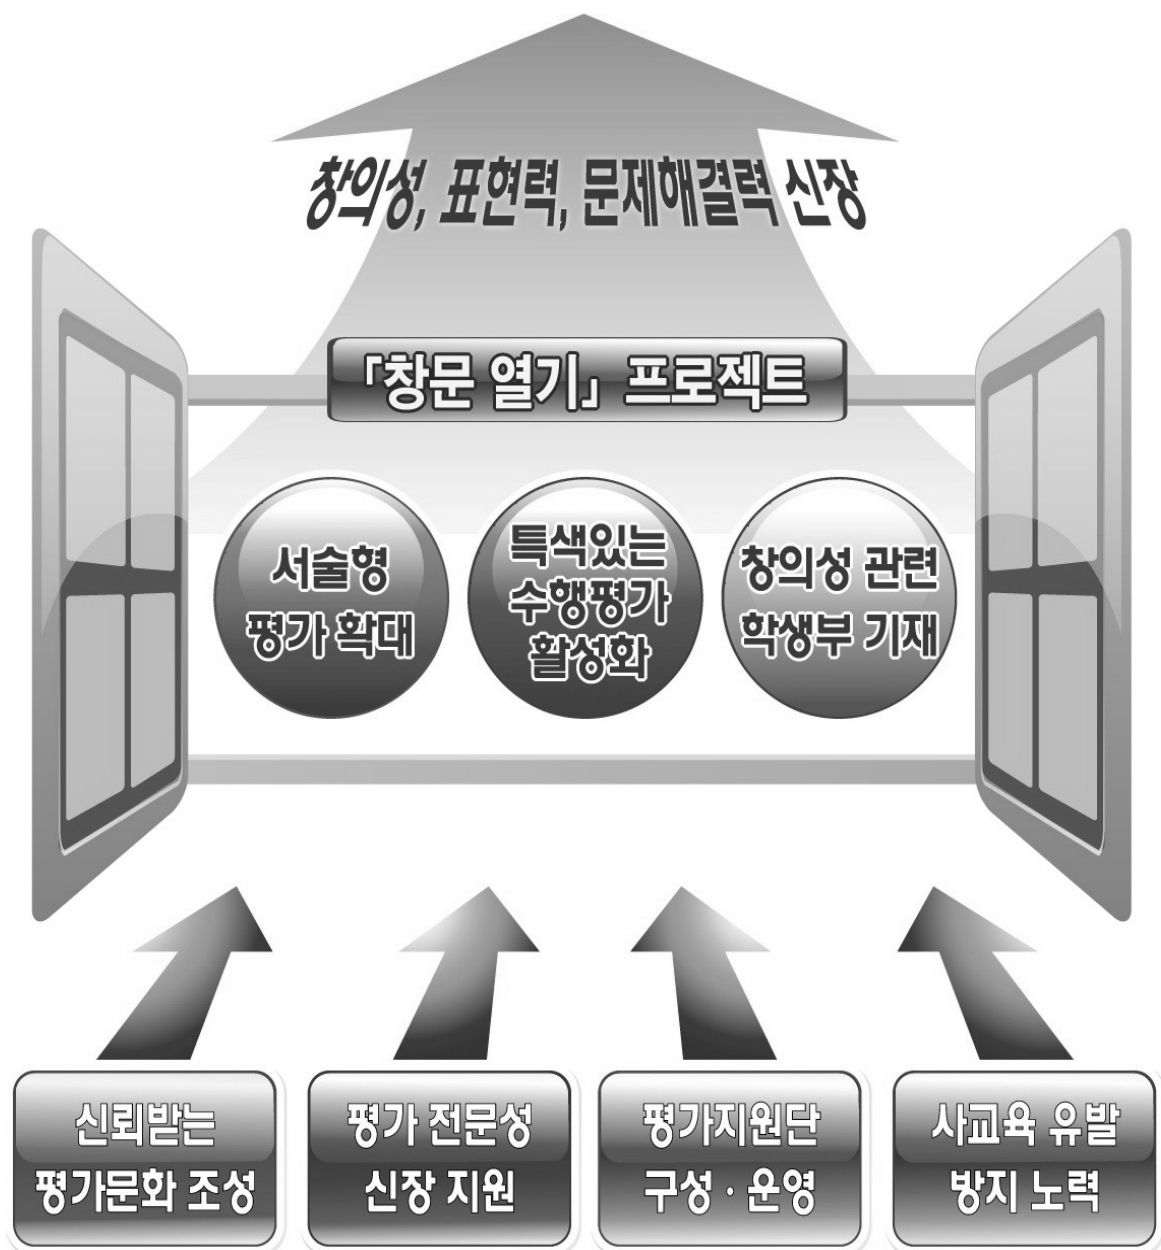 창의성, 표현력, 문제해결력 신장
「창문 열기」 프로젝트
서술형
평가 확대
특색있는
수행평가
활성화
창의성 관련
학생부 기재
신뢰받는
평가문화 조성
평가 전문성
신장 지원
평가지원단
구성 · 운영
사교육 유발
방지 노력